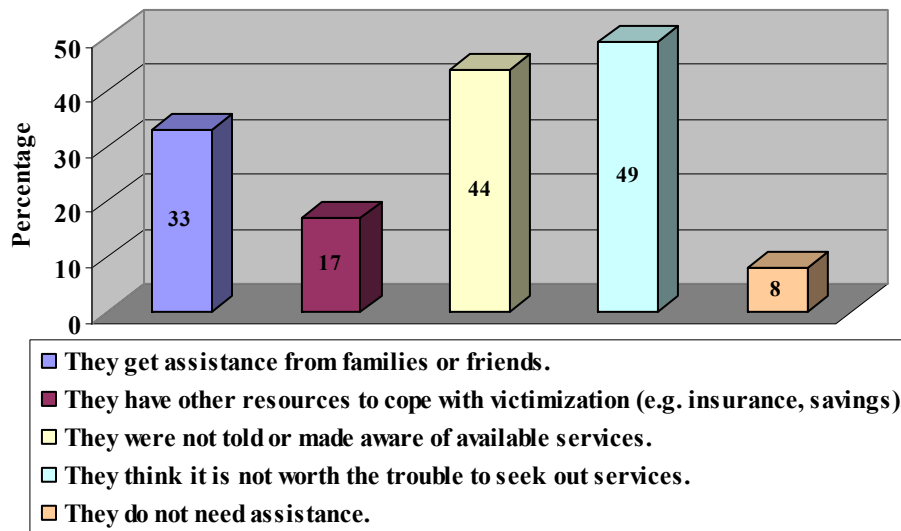 50
40
30
20
10
0
Percentage
33
17
44
49
8
They get assistance from families or friends.
They have other resources to cope with victimization (e.g. insurance, savings)
They were not told or made aware of available services.
They think it is not worth the trouble to seek out services.
They do not need assistance.